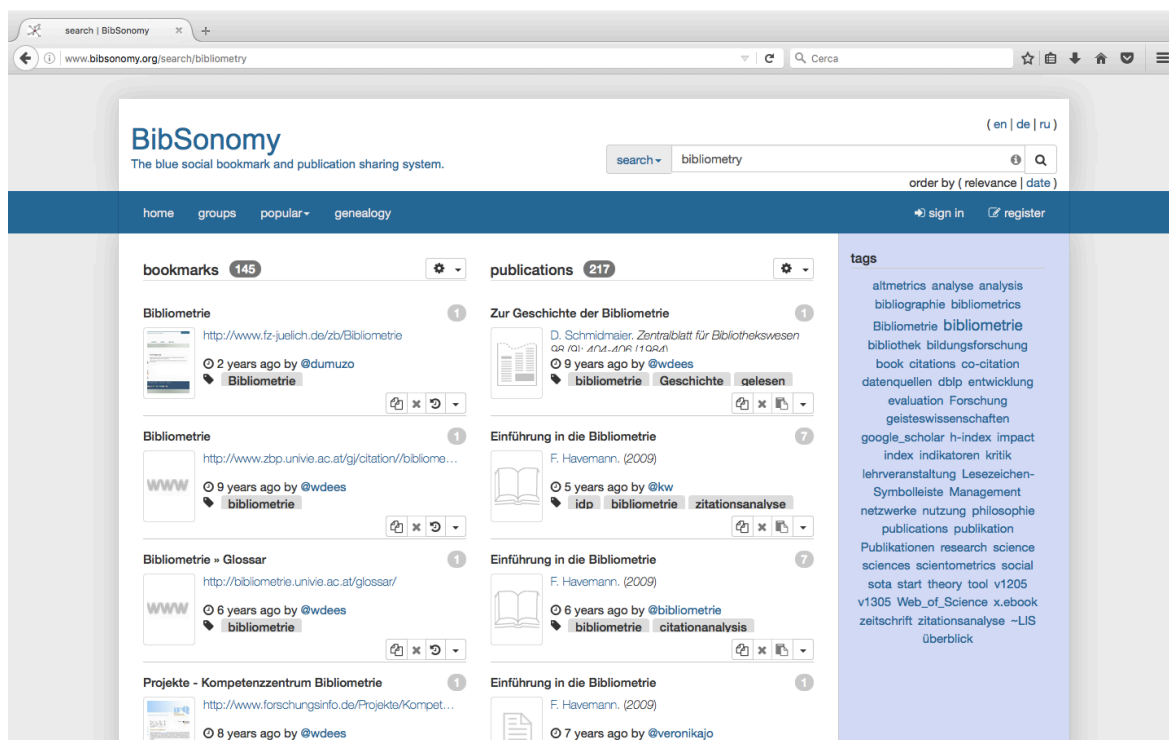 search | BibSonomy
www.bibsonomy.org/search/bibliometry
Cerca
( en | de | ru )
BibSonomy
The blue social bookmark and publication sharing system.
search
bibliometry
order by ( relevance | date )
home groups popular genealogy
sign in register
bookmarks 145
Bibliometrie 1
http://www.fz-juelich.de/zb/Bibliometrie
2 years ago by @dumuzo
Bibliometrie
Bibliometrie 1
http://www.zbp.univie.ac.at/gj/citation//bibliome...
www
9 years ago by @wdees
bibliometrie
Bibliometrie » Glossar 1
http://bibliometrie.univie.ac.at/glossar/
www
6 years ago by @wdees
bibliometrie
Projekte - Kompetenzzentrum Bibliometrie 1
http://www.forschungsinfo.de/Projekte/Kompet...
8 years ago by @wdees
publications 217
Zur Geschichte der Bibliometrie 1
D. Schmidmaier. Zentralblatt für Bibliothekswesen
98 (9): 404-406 (1984)
9 years ago by @wdees
bibliometrie Geschichte gelesen
Einführung in die Bibliometrie 7
F. Havemann. (2009)
5 years ago by @kw
idp bibliometrie zitationsanalyse
Einführung in die Bibliometrie 7
F. Havemann. (2009)
6 years ago by @bibliometrie
bibliometrie citationanalysis
Einführung in die Bibliometrie 1
F. Havemann. (2009)
7 years ago by @veronikajo
tags
altmetrics analyse analysis
bibliographie bibliometrics
Bibliometrie bibliometrie
bibliothek bildungsforschung
book citations co-citation
datenquellen dblp entwicklung
evaluation Forschung
geisteswissenschaften
google_scholar h-index impact
index indikatoren kritik
lehrveranstaltung Lesezeichen-
Symbolleiste Management
netzwerke nutzung philosophie
publications publikation
Publikationen research science
sciences scientometrics social
sota start theory tool v1205
v1305 Web_of_Science x.ebook
zeitschrift zitationsanalyse ~LIS
überblick